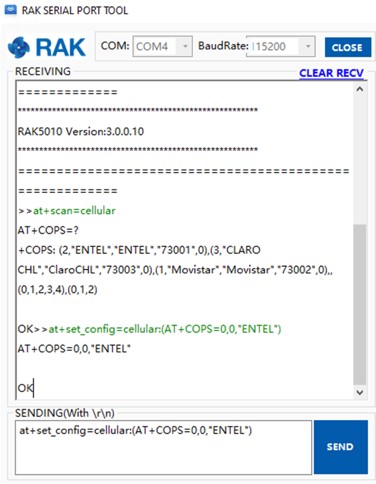 RAK SERIAL PORT TOOL
RAK
COM: COM4 BaudRate: 115200 CLOSE
RECEIVING CLEAR RECV
=============
*******************************************************
RAK5010 Version:3.0.0.10
*******************************************************
===========================================
=============
>>at+scan=cellular
AT+COPS=?
+COPS: (2,"ENTEL","ENTEL","73001",0),(3,"CLARO
CHL","ClaroCHL","73003",0),(1,"Movistar","Movistar","73002",0),,
(0,1,2,3,4),(0,1,2)
OK>>at+set_config=cellular:(AT+COPS=0,0,"ENTEL")
AT+COPS=0,0,"ENTEL"
OK
SENDING(With \r\n)
at+set_config=cellular:(AT+COPS=0,0,"ENTEL")
SEND